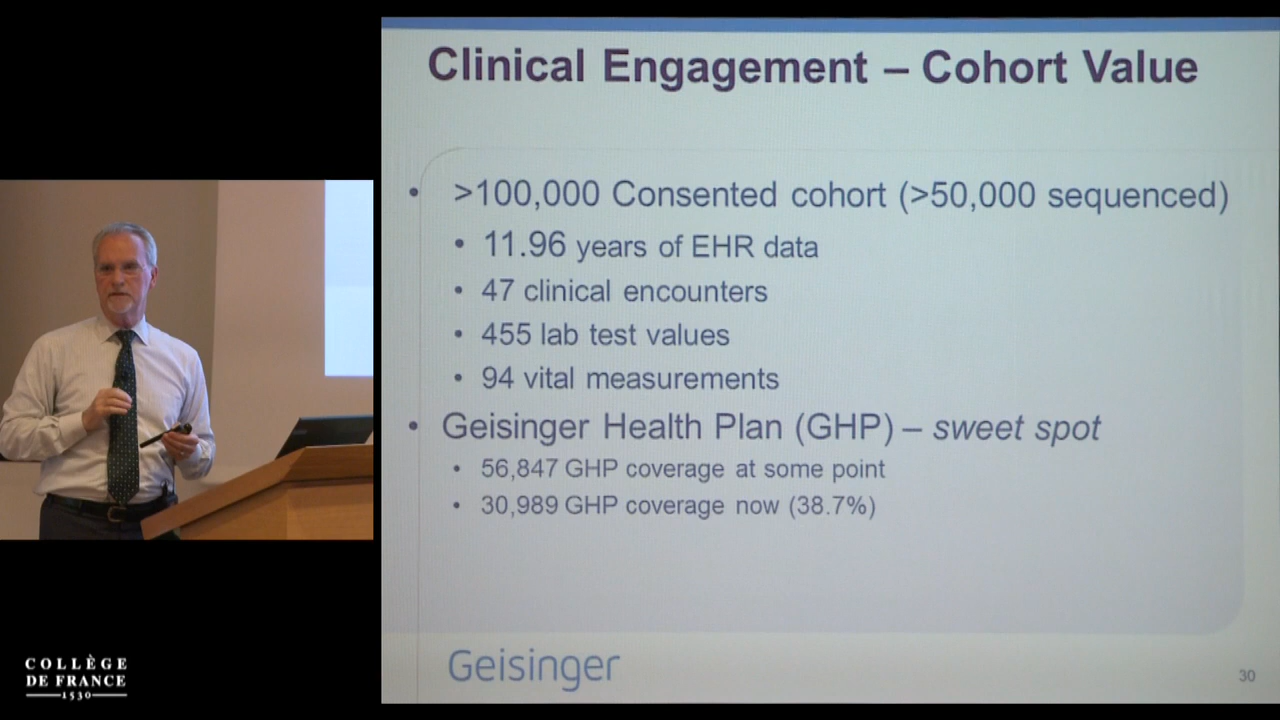 Clinical Engagement – Cohort Value
• >100,000 Consented cohort (>50,000 sequenced)
• 11.96 years of EHR data
• 47 clinical encounters
• 455 lab test values
• 94 vital measurements
• Geisinger Health Plan (GHP) – sweet spot
• 56,847 GHP coverage at some point
• 30,989 GHP coverage now (38.7%)
Geisinger
30
COLLÈGE
DE FRANCE
1530